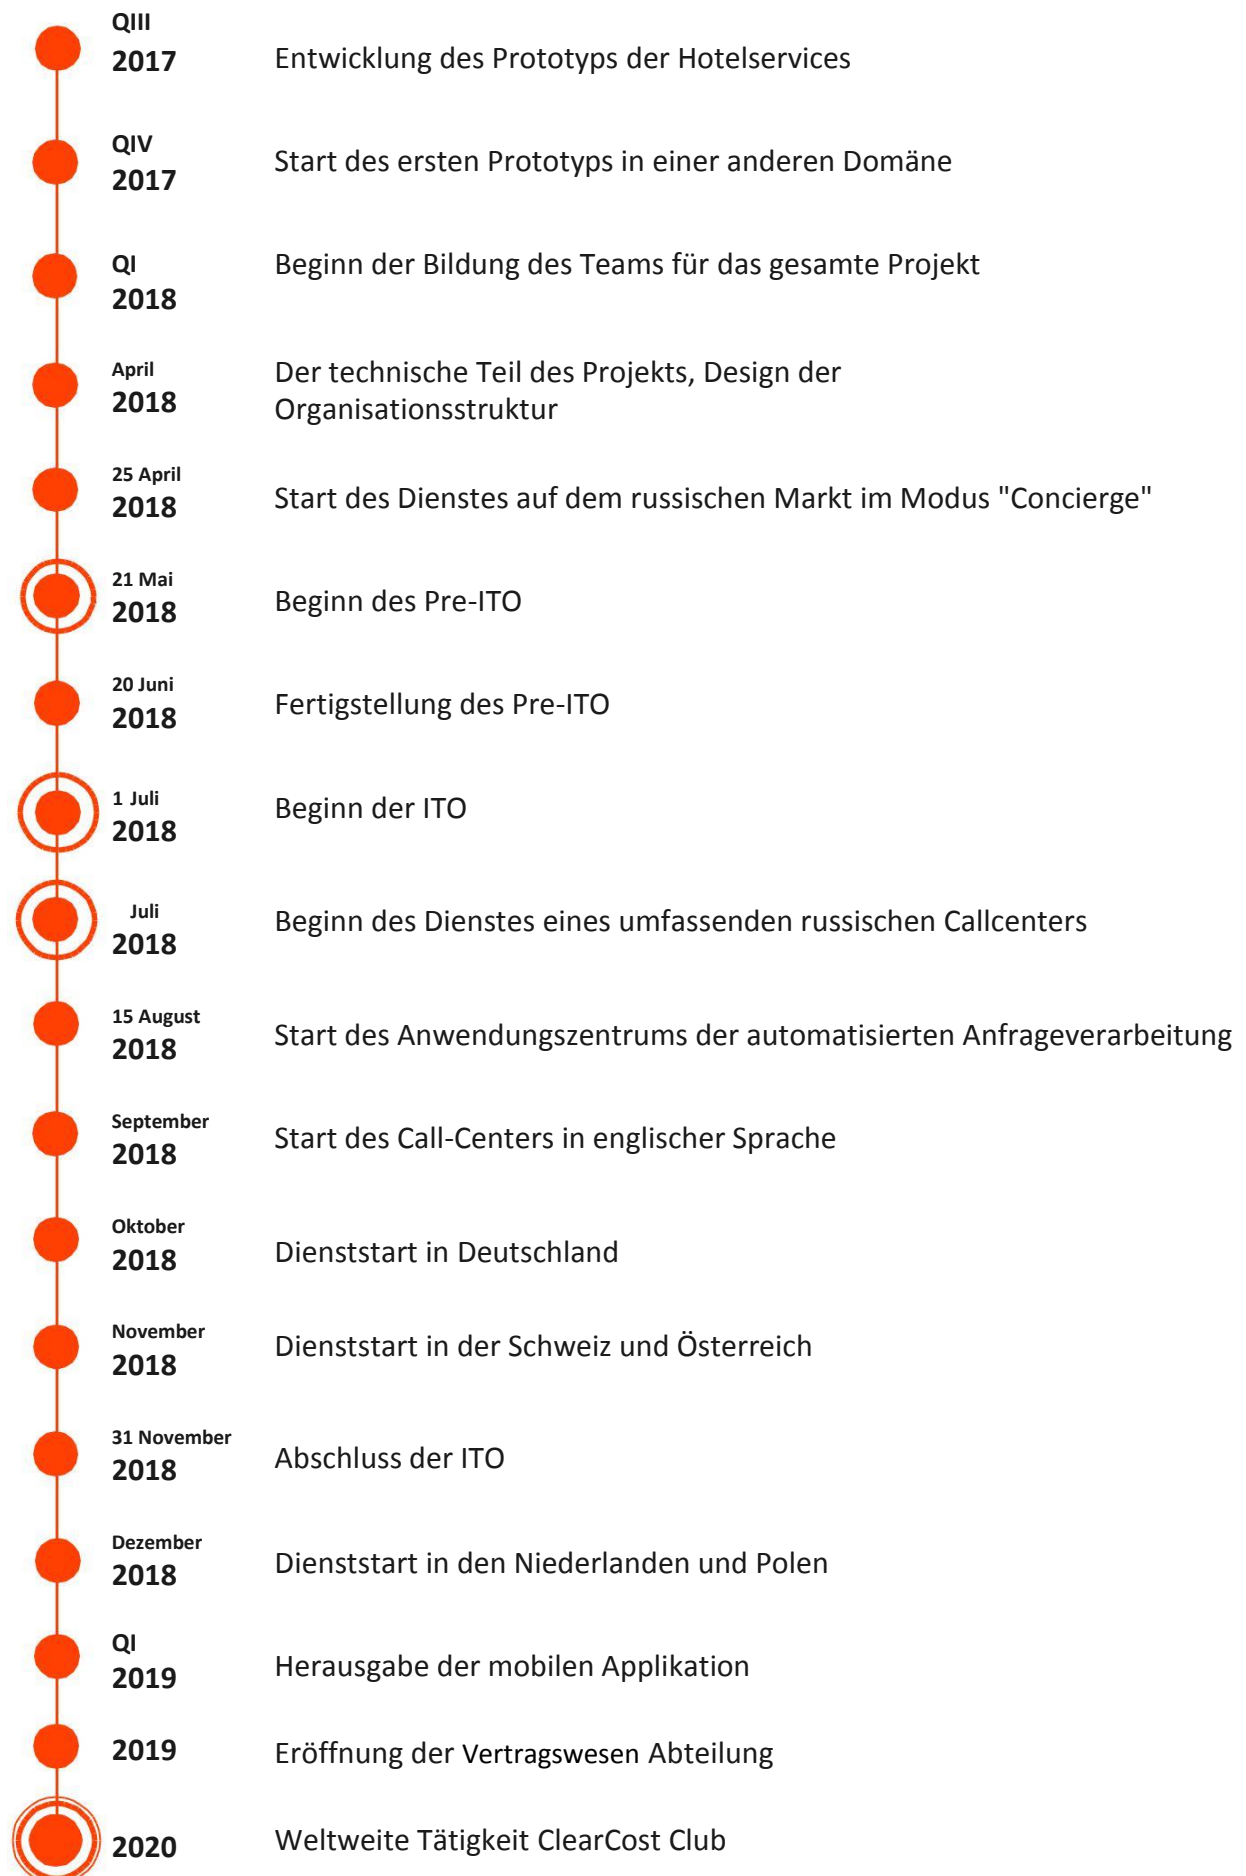 QIII
2017
Entwicklung des Prototyps der Hotelservices
QIV
2017
Start des ersten Prototyps in einer anderen Domäne
QI
2018
Beginn der Bildung des Teams für das gesamte Projekt
April
2018
Der technische Teil des Projekts, Design der
Organisationsstruktur
25 April
2018
Start des Dienstes auf dem russischen Markt im Modus "Concierge"
21 Mai
2018
Beginn des Pre-ITO
20 Juni
2018
Fertigstellung des Pre-ITO
1 Juli
2018
Beginn der ITO
Juli
2018
Beginn des Dienstes eines umfassenden russischen Callcenters
15 August
2018
Start des Anwendungszentrums der automatisierten Anfrageverarbeitung
September
2018
Start des Call-Centers in englischer Sprache
Oktober
2018
Dienststart in Deutschland
November
2018
Dienststart in der Schweiz und Österreich
31 November
2018
Abschluss der ITO
Dezember
2018
Dienststart in den Niederlanden und Polen
QI
2019
Herausgabe der mobilen Applikation
2019
Eröffnung der Vertragswesen Abteilung
2020
Weltweite Tätigkeit ClearCost Club